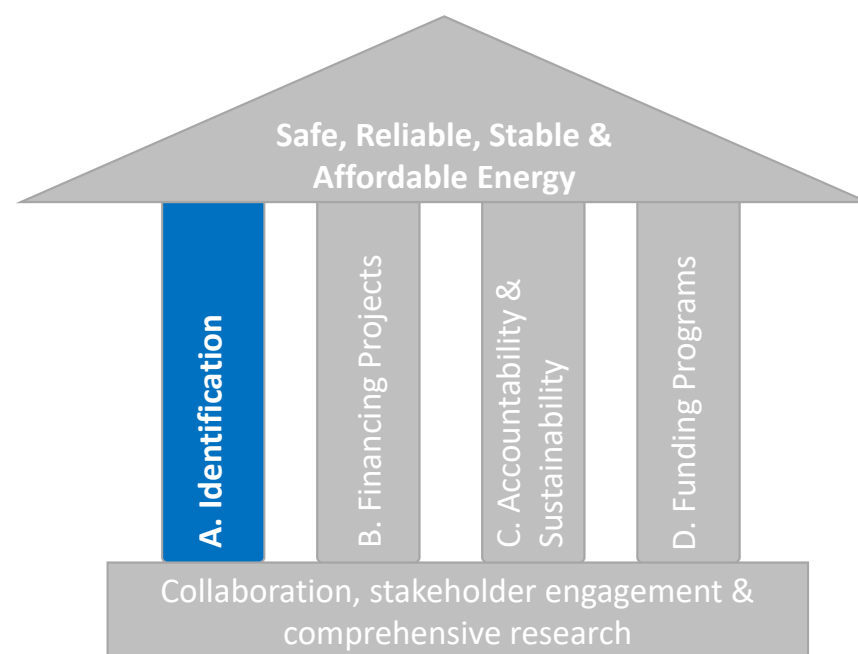 Safe, Reliable, Stable &
Affordable Energy
A. Identification
B. Financing Projects
C. Accountability &
Sustainability
D. Funding Programs
Collaboration, stakeholder engagement &
comprehensive research